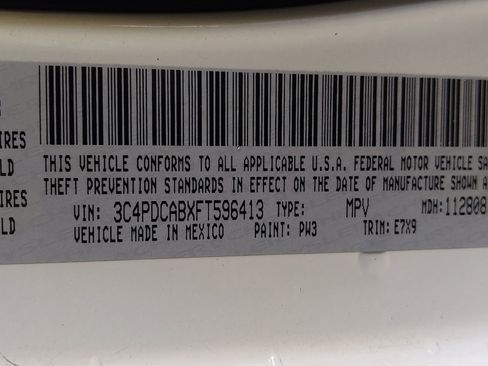 IRES
LD
IRES
LD
THIS VEHICLE CONFORMS TO ALL APPLICABLE U.S.A. FEDERAL MOTOR VEHICLE SA
THEFT PREVENTION STANDARDS IN EFFECT ON THE DATE OF MANUFACTURE SHOWN A
VIN: 3C4PDCABXFT596413 TYPE: MPV MDH: 112808
VEHICLE MADE IN MEXICO PAINT: PW3 TRIM: E7X9